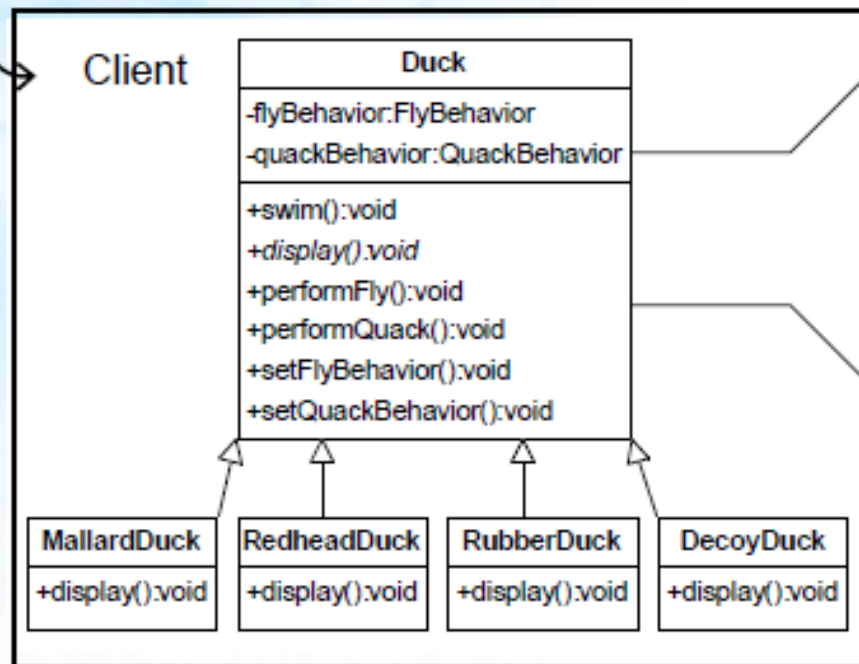 Client
Duck
-flyBehavior:FlyBehavior
-quackBehavior:QuackBehavior
+swim():void
+display():void
+performFly():void
+performQuack():void
+setFlyBehavior():void
+setQuackBehavior():void
MallardDuck
+display():void
RedheadDuck
+display():void
RubberDuck
+display():void
DecoyDuck
+display():void